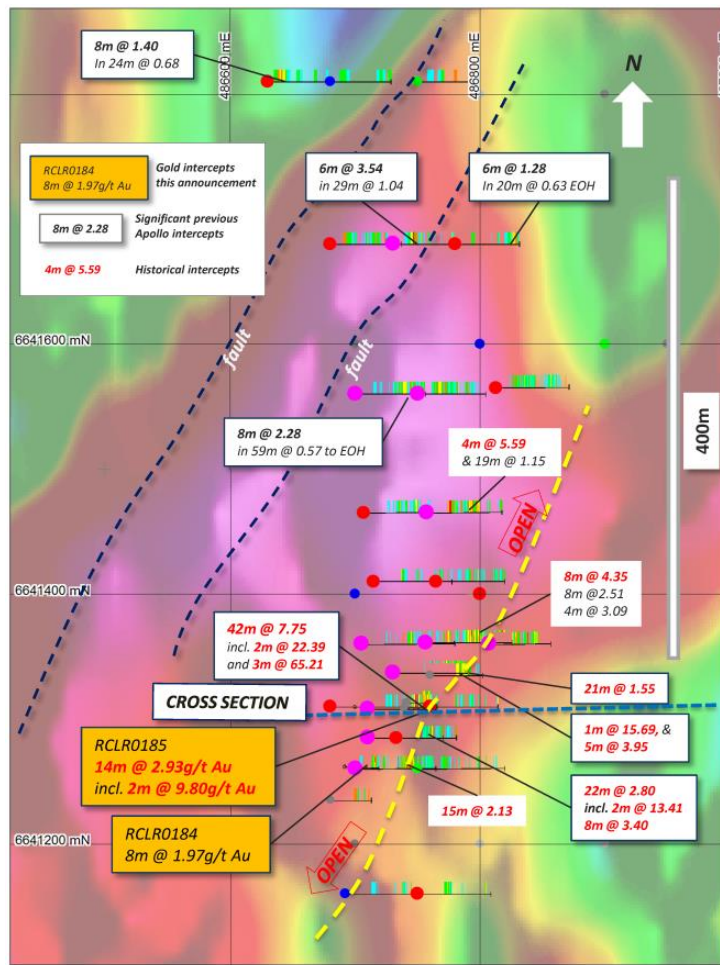 486600 mE
486800 mE
8m @ 1.40
In 24m @ 0.68
N
RCLR0184
8m @ 1.97g/t Au
Gold intercepts
this announcement
8m @ 2.28
Significant previous
Apollo intercepts
4m @ 5.59
Historical intercepts
6m @ 3.54
in 29m @ 1.04
6m @ 1.28
In 20m @ 0.63 EOH
6641600 mN
fault
fault
400m
8m @ 2.28
in 59m @ 0.57 to EOH
4m @ 5.59
& 19m @ 1.15
OPEN
6641400 mN
8m @ 4.35
8m @2.51
4m @ 3.09
42m @ 7.75
incl. 2m @ 22.39
and 3m @ 65.21
CROSS SECTION
21m @ 1.55
1m @ 15.69, &
5m @ 3.95
RCLR0185
14m @ 2.93g/t Au
incl. 2m @ 9.80g/t Au
22m @ 2.80
incl. 2m @ 13.41
8m @ 3.40
15m @ 2.13
RCLR0184
8m @ 1.97g/t Au
6641200 mN
OPEN